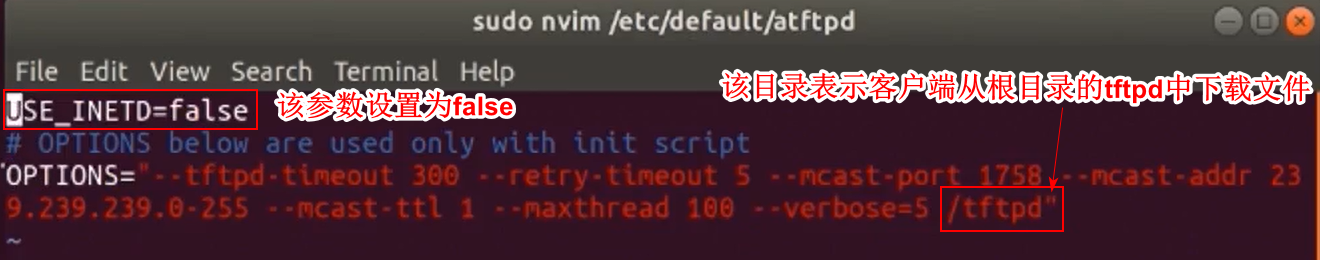 sudo nvim /etc/default/atftpd
File Edit View Search Terminal Help
该目录表示客户端从根目录的tftpd中下载文件
USE_INETD=false
该参数设置为false
# OPTIONS below are used only with init script
OPTIONS="--tftpd-timeout 300 --retry-timeout 5 --mcast-port 1758 --mcast-addr 23
9.239.239.0-255 --mcast-ttl 1 --maxthread 100 --verbose=5 /tftpd"
~